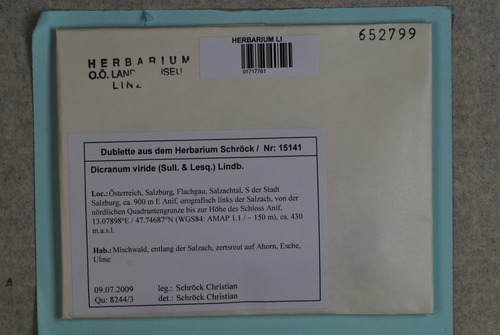 HERBARIUM
O.Ö. LAN
LINZ
HERBARIUM LI
01717761
652799
Dublette aus dem Herbarium Schröck / Nr: 15141
Dicranum viride (Sull. & Lesq.) Lindb.
Loc.: Österreich, Salzburg, Flachgau, Salzachtal, S der Stadt
Salzburg, ca. 900 m E Anif, orografisch links der Salzach, von der
nördlichen Quadrantengrenze bis zur Höhe des Schloss Anif,
13.07898°E / 47.74687°N (WGS84: AMAP 1.1 / ~ 150 m), ca. 430
m.a.s.l.
Hab.: Mischwald, entlang der Salzach, zertsreut auf Ahorn, Esche,
Ulme
09.07.2009 leg.: Schröck Christian
Qu: 8244/3 det.: Schröck Christian